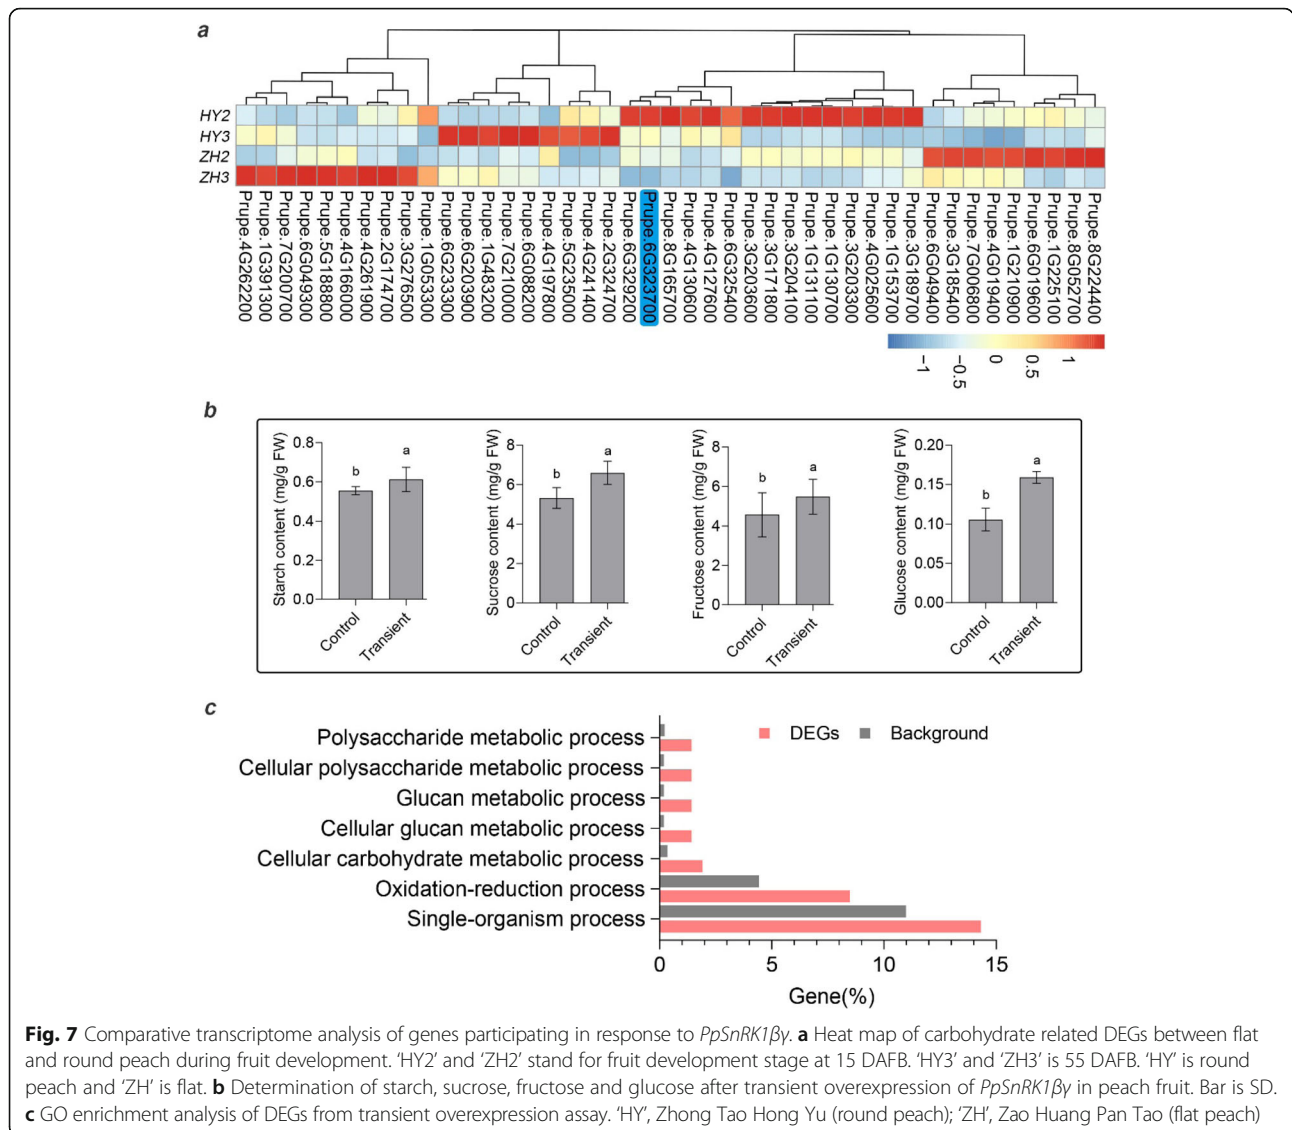 a
HY2
HY3
ZH2
ZH3
Prupe.4G262200
Prupe.1G391300
Prupe.7G200700
Prupe.6G049300
Prupe.5G188800
Prupe.4G166000
Prupe.4G261900
Prupe.2G174700
Prupe.3G276500
Prupe.1G053300
Prupe.6G233300
Prupe.6G203900
Prupe.1G483200
Prupe.7G210000
Prupe.6G088200
Prupe.4G197800
Prupe.5G235000
Prupe.4G241400
Prupe.2G324700
Prupe.6G329200
Prupe.6G323700
Prupe.8G165700
Prupe.4G130600
Prupe.4G127600
Prupe.6G325400
Prupe.3G203600
Prupe.3G171800
Prupe.3G204100
Prupe.1G131100
Prupe.1G130700
Prupe.3G203300
Prupe.4G025600
Prupe.1G153700
Prupe.3G189700
Prupe.6G049400
Prupe.3G185400
Prupe.7G006800
Prupe.4G019400
Prupe.1G210900
Prupe.6G019600
Prupe.1G225100
Prupe.8G052700
Prupe.8G224400
−1 −0.5 0 0.5 1
b
Starch content (mg/g FW)
0.8
0.6
0.4
0.2
0.0
b a
Control Transient
Sucrose content (mg/g FW)
8
6
4
2
0
b a
Control Transient
Fructose content (mg/g FW)
8
6
4
2
0
b a
Control Transient
Glucose content (mg/g FW)
0.20
0.15
0.10
0.05
0.00
b a
Control Transient
c
DEGs Background
Polysaccharide metabolic process
Cellular polysaccharide metabolic process
Glucan metabolic process
Cellular glucan metabolic process
Cellular carbohydrate metabolic process
Oxidation-reduction process
Single-organism process
0 5 10 15
Gene(%)
Fig. 7 Comparative transcriptome analysis of genes participating in response to PpSnRK1βγ. a Heat map of carbohydrate related DEGs between flat
and round peach during fruit development. ‘HY2’ and ‘ZH2’ stand for fruit development stage at 15 DAFB. ‘HY3’ and ‘ZH3’ is 55 DAFB. ‘HY’ is round
peach and ‘ZH’ is flat. b Determination of starch, sucrose, fructose and glucose after transient overexpression of PpSnRK1βγ in peach fruit. Bar is SD.
c GO enrichment analysis of DEGs from transient overexpression assay. ‘HY’, Zhong Tao Hong Yu (round peach); ‘ZH’, Zao Huang Pan Tao (flat peach)